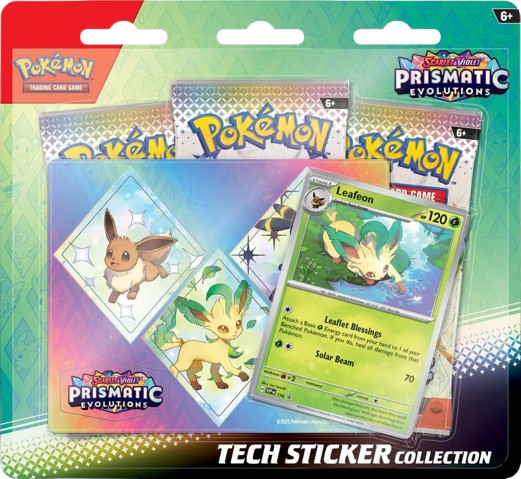 6+
POKÉMON
TRADING CARD GAME
SCARLET & VIOLET
PRISMATIC
EVOLUTIONS
6+
POKÉMON
6+
CARD GAME
Leafeon
HP 120
Leaflet Blessings
Attach a Basic Energy card from your hand to 1 of your
Benched Pokémon. If you do, heal all damage from that
Pokémon.
Solar Beam
70
×2
SCARLET & VIOLET
PRISMATIC
EVOLUTIONS
TECH STICKER COLLECTION